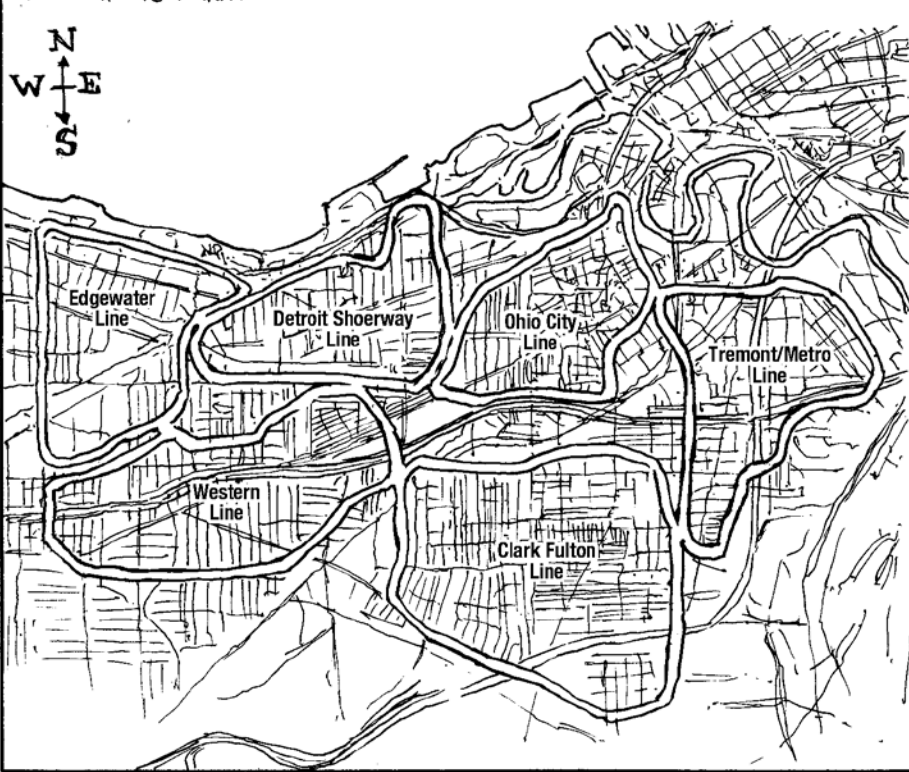 N
W E
S
Edgewater
Line
Detroit Shoerway
Line
Ohio City
Line
Tremont/Metro
Line
Western
Line
Clark Fulton
Line